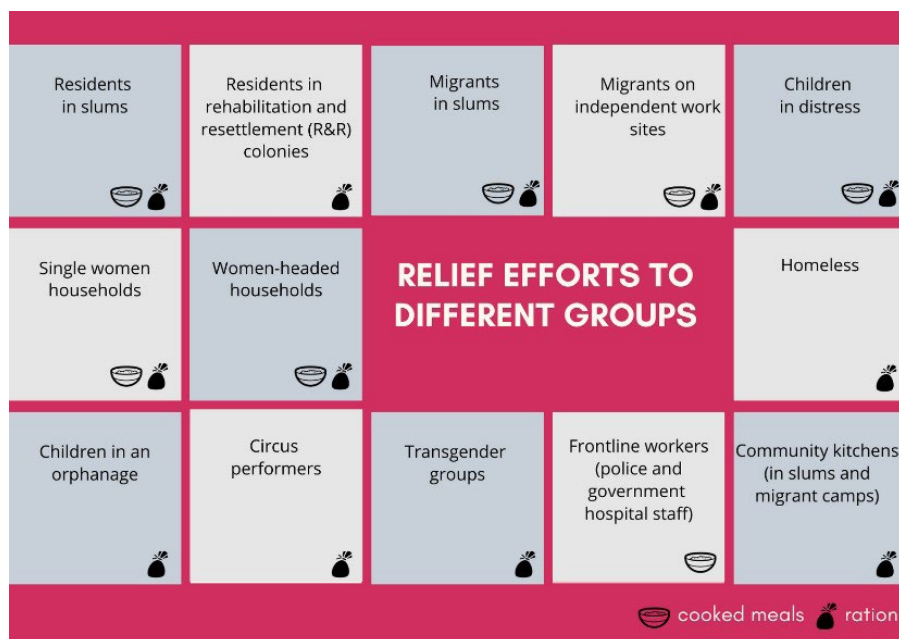 Residents
in slums
Residents in
rehabilitation and
resettlement (R&R)
colonies
Migrants
in slums
Migrants on
independent work
sites
Children
in distress
Single women
households
Women-headed
households
RELIEF EFFORTS TO
DIFFERENT GROUPS
Homeless
Children in an
orphanage
Circus
performers
Transgender
groups
Frontline workers
(police and
government
hospital staff)
Community kitchens
(in slums and
migrant camps)
cooked meals ration